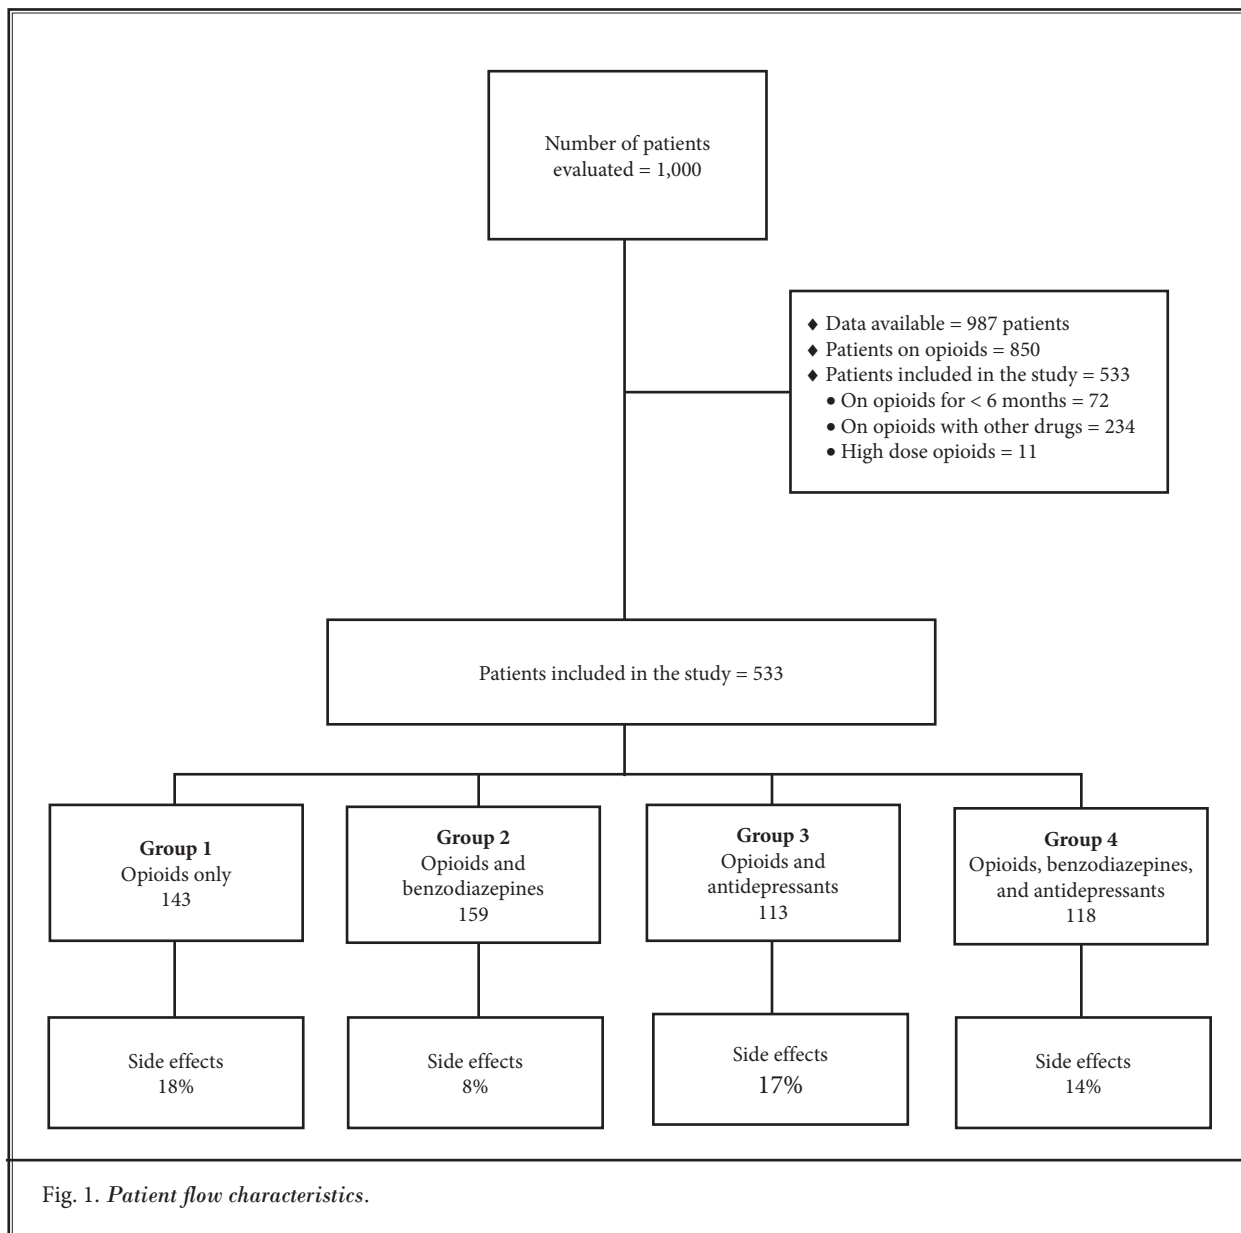 Number of patients
evaluated = 1,000
♦ Data available = 987 patients
♦ Patients on opioids = 850
♦ Patients included in the study = 533
• On opioids for < 6 months = 72
• On opioids with other drugs = 234
• High dose opioids = 11
Patients included in the study = 533
Group 1
Opioids only
143
Group 2
Opioids and
benzodiazepines
159
Group 3
Opioids and
antidepressants
113
Group 4
Opioids, benzodiazepines,
and antidepressants
118
Side effects
18%
Side effects
8%
Side effects
17%
Side effects
14%
Fig. 1. Patient flow characteristics.